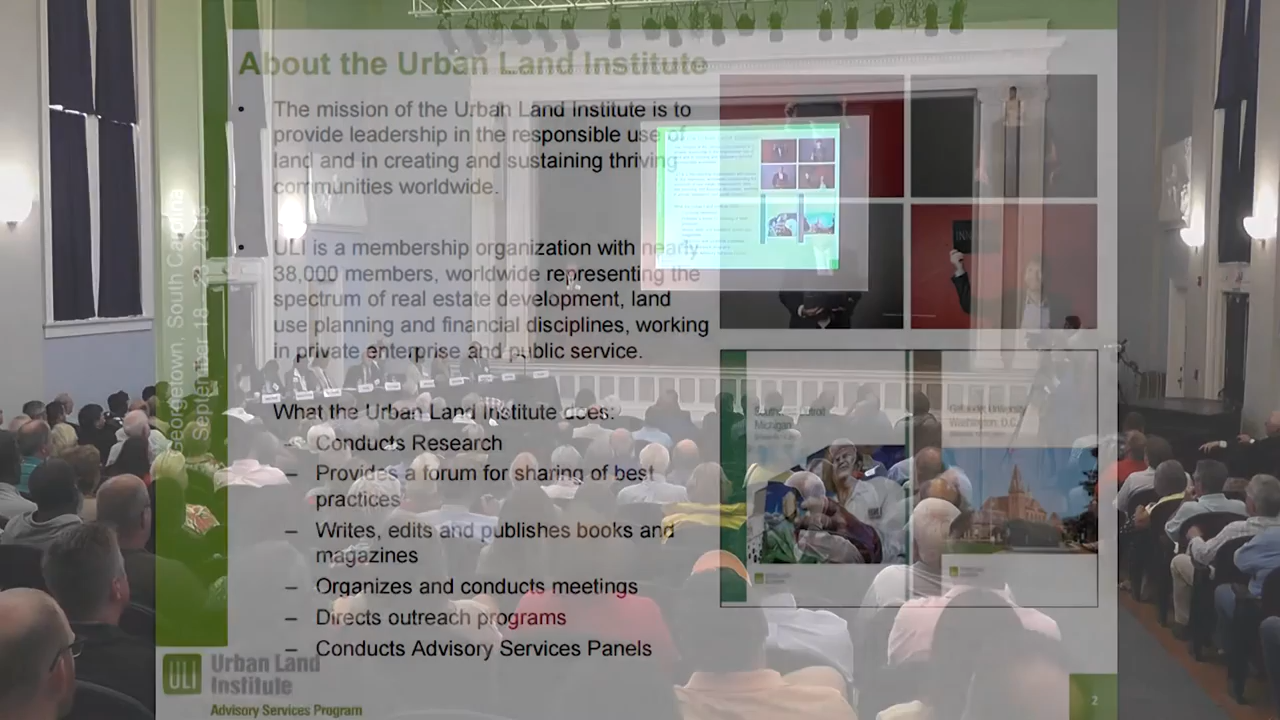 About the Urban Land Institute
• The mission of the Urban Land Institute is to
provide leadership in the responsible use of
land and in creating and sustaining thriving
communities worldwide.
• ULI is a membership organization with nearly
38,000 members, worldwide representing the
spectrum of real estate development, land
use planning and financial disciplines, working
in private enterprise and public service.
What the Urban Land Institute does:
– Conducts Research
– Provides a forum for sharing of best
practices
– Writes, edits and publishes books and
magazines
– Organizes and conducts meetings
– Directs outreach programs
– Conducts Advisory Services Panels
Georgetown, South Carolina
September 18
2016
Michigan
Washington, D.C.
ULI Urban Land
Institute
Advisory Services Program
2